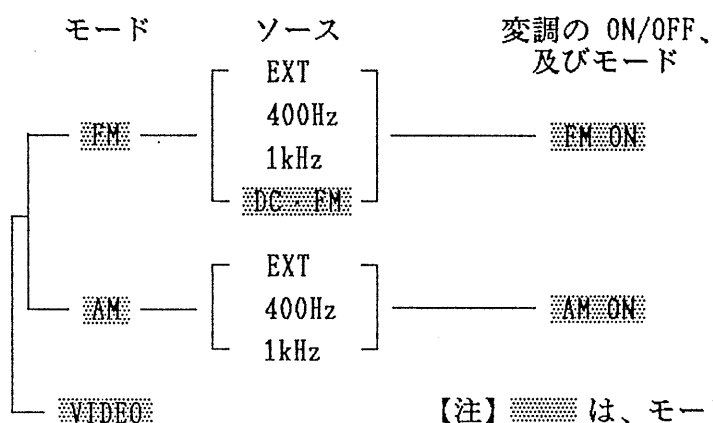 モード ソース 変調の ON/OFF、
及びモード
EXT
400Hz
FM FM ON
1kHz
DC・FM
EXT
AM 400Hz AM ON
1kHz
VIDEO 【注】 は、モー